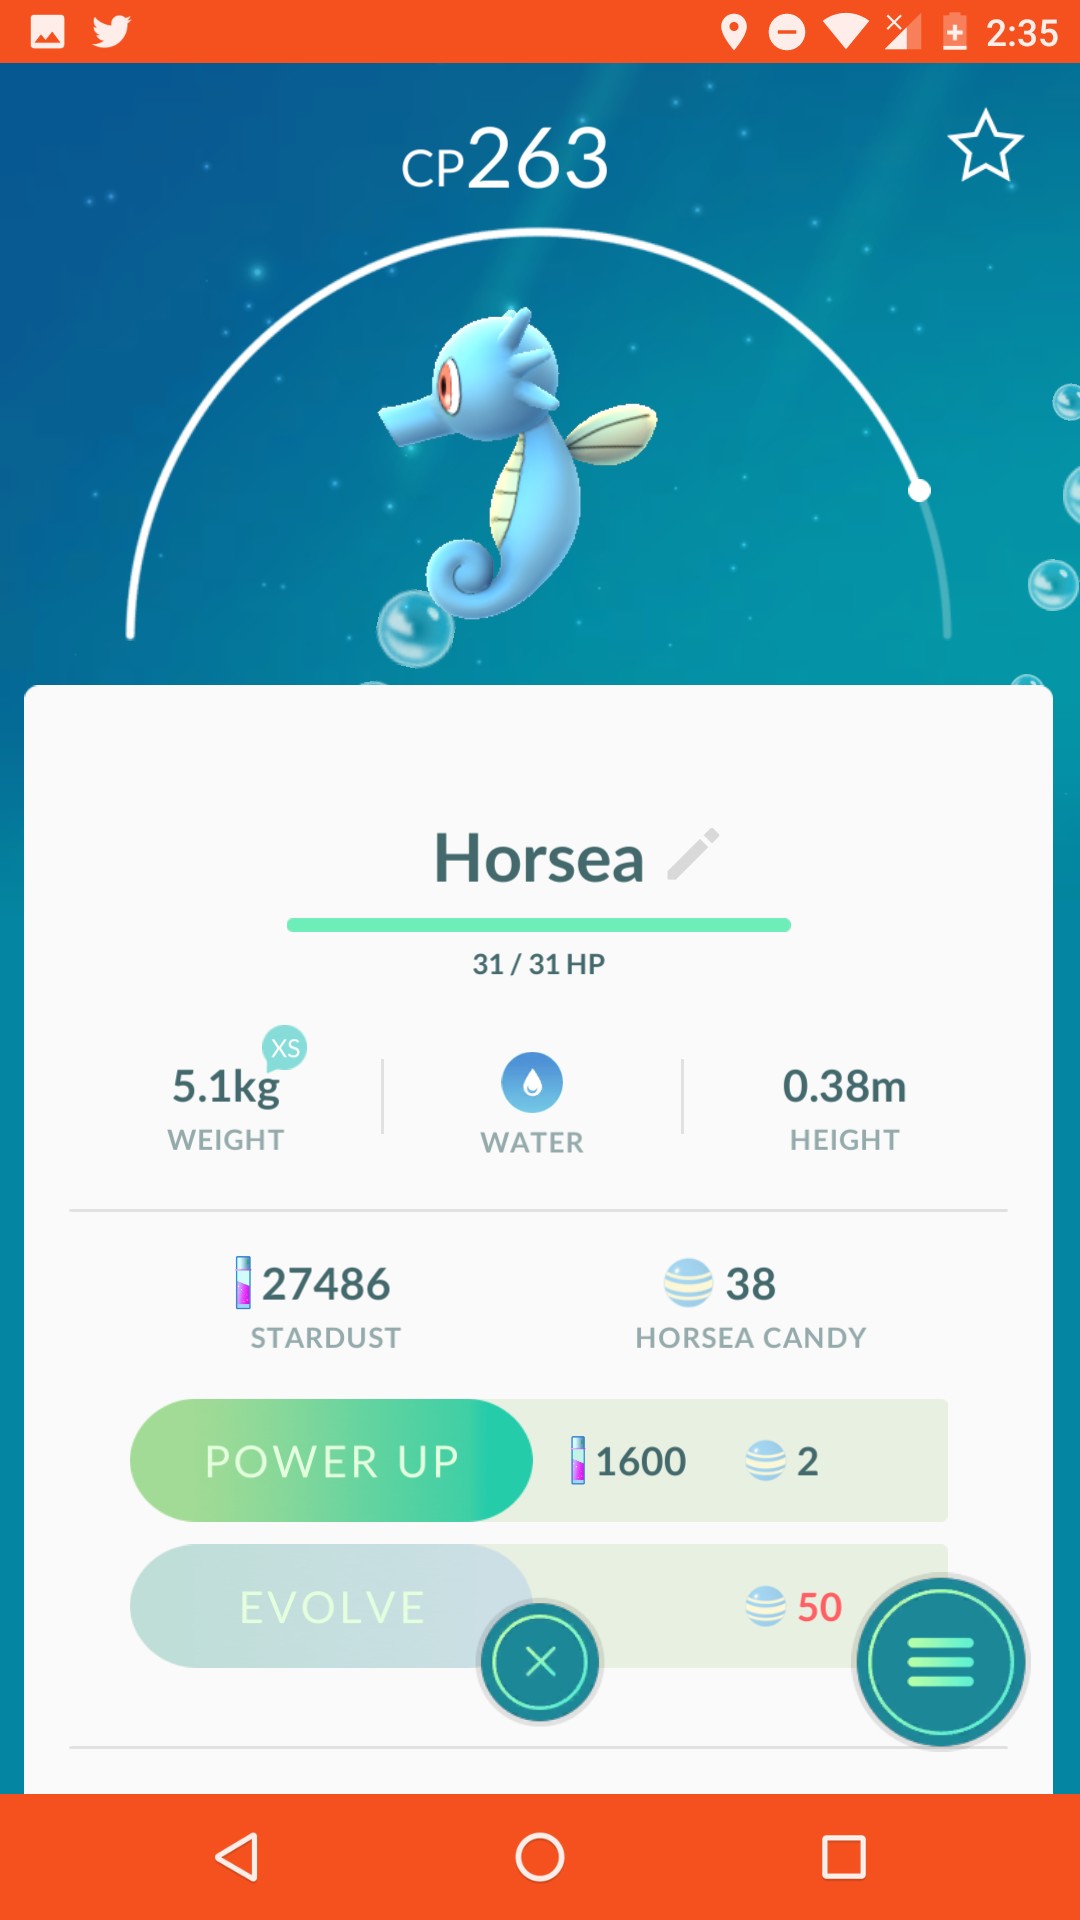 2:35
CP263
Horsea
31 / 31 HP
XS
5.1kg
WEIGHT
WATER
0.38m
HEIGHT
27486
STARDUST
38
HORSEA CANDY
POWER UP 1600 2
EVOLVE 50